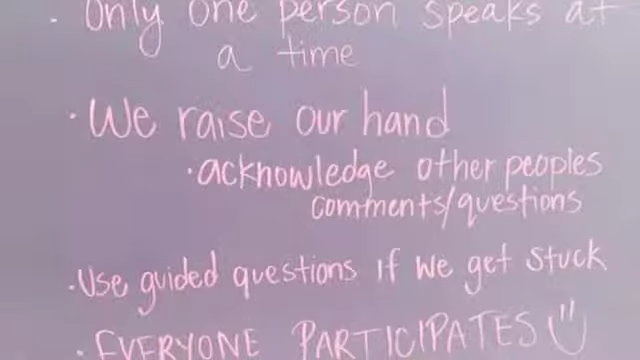 · Only one person speaks at
a time
· We raise our hand
· acknowledge other peoples
comments/questions
· Use guided questions if we get stuck
· EVERYONE PARTICIPATES